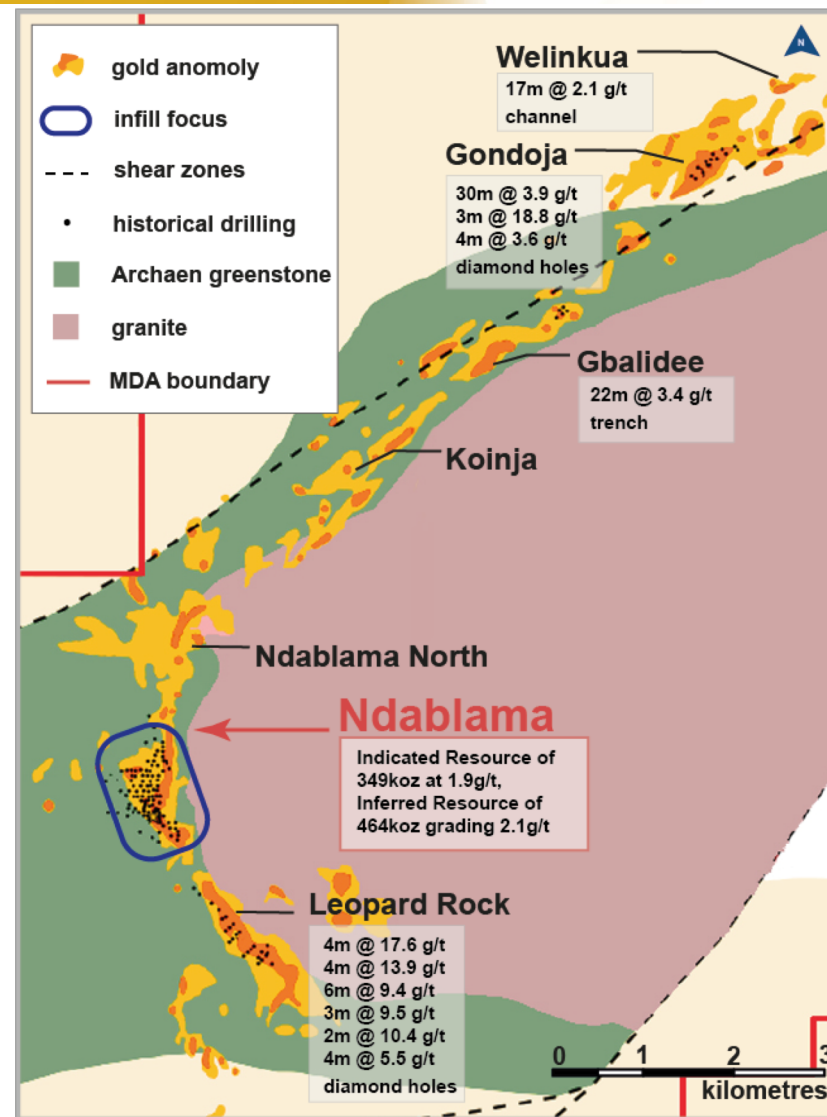 gold anomoly
infill focus
shear zones
historical drilling
Archaen greenstone
granite
MDA boundary
N
Welinkua
17m @ 2.1 g/t
channel
Gondoja
30m @ 3.9 g/t
3m @ 18.8 g/t
4m @ 3.6 g/t
diamond holes
Gbalidee
22m @ 3.4 g/t
trench
Koinja
Ndablama North
Ndablama
Indicated Resource of
349koz at 1.9g/t,
Inferred Resource of
464koz grading 2.1g/t
Leopard Rock
4m @ 17.6 g/t
4m @ 13.9 g/t
6m @ 9.4 g/t
3m @ 9.5 g/t
2m @ 10.4 g/t
4m @ 5.5 g/t
diamond holes
0 1 2 3
kilometres